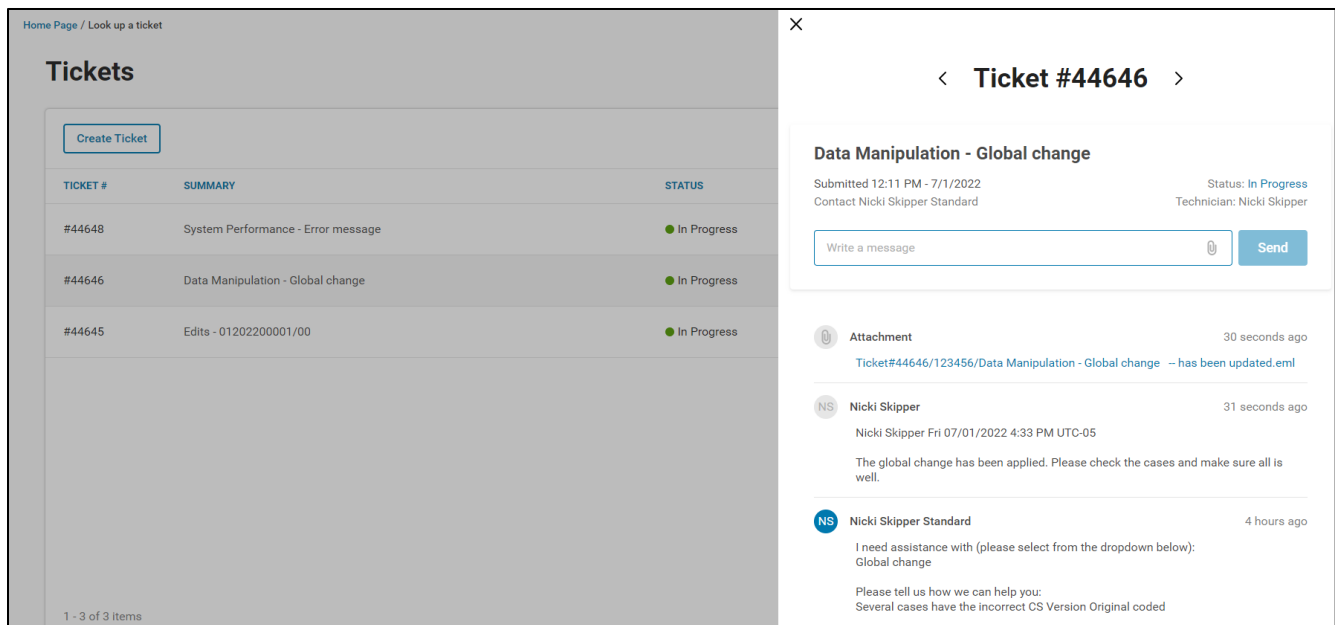 Home Page / Look up a ticket
Tickets
Create Ticket
TICKET # SUMMARY STATUS
#44648 System Performance - Error message In Progress
#44646 Data Manipulation - Global change In Progress
#44645 Edits - 01202200001/00 In Progress
1 - 3 of 3 items
Ticket #44646
Data Manipulation - Global change
Submitted 12:11 PM - 7/1/2022 Status: In Progress
Contact Nicki Skipper Standard Technician: Nicki Skipper
Write a message Send
Attachment 30 seconds ago
Ticket#44646/123456/Data Manipulation - Global change -- has been updated.eml
NS Nicki Skipper 31 seconds ago
Nicki Skipper Fri 07/01/2022 4:33 PM UTC-05
The global change has been applied. Please check the cases and make sure all is
well.
NS Nicki Skipper Standard 4 hours ago
I need assistance with (please select from the dropdown below):
Global change
Please tell us how we can help you:
Several cases have the incorrect CS Version Original coded